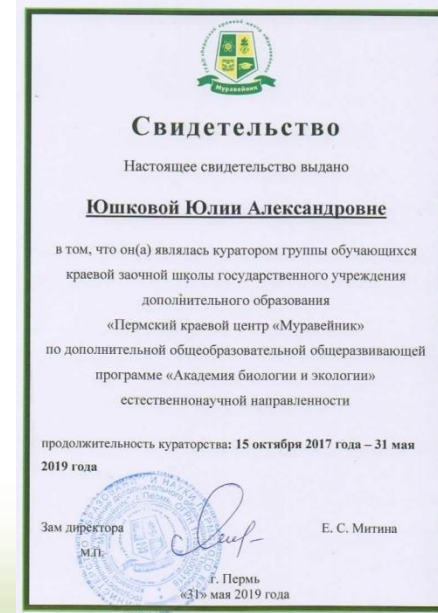 Муравейник
Свидетельство
Настоящее свидетельство выдано
Юшковой Юлии Александровне
в том, что он(а) являлась куратором группы обучающихся
краевой заочной школы государственного учреждения
дополнительного образования
«Пермский краевой центр «Муравейник»
по дополнительной общеобразовательной общеразвивающей
программе «Академия биологии и экологии»
естественнонаучной направленности
продолжительность кураторства: 15 октября 2017 года – 31 мая
2019 года
Зам директора
Е. С. Митина
М.П.
г. Пермь
«31» мая 2019 года